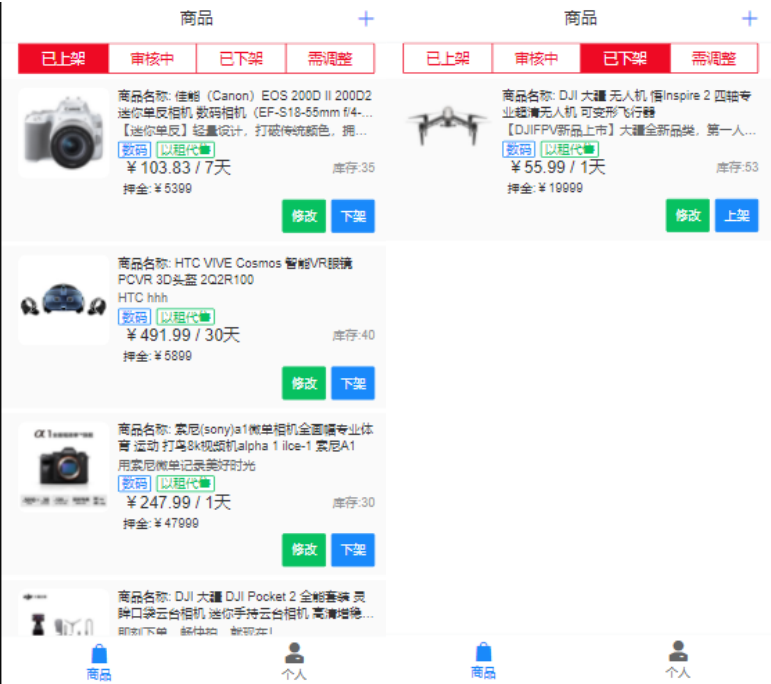 商品
+
已上架 审核中 已下架 需调整
商品名称: 佳能（Canon）EOS 200D II 200D2
迷你单反相机 数码相机（EF-S18-55mm f/4-...
【迷你单反】轻量设计，打破传统颜色，拥...
数码 以租代售
￥103.83 / 7天 库存:35
押金:￥5399
修改 下架
商品名称: HTC VIVE Cosmos 智能VR眼镜
PCVR 3D头盔 2Q2R100
HTC hhh
数码 以租代售
￥491.99 / 30天 库存:40
押金:￥5899
修改 下架
α1
商品名称: 索尼(sony)a1微单相机全画幅专业体
育 运动 打鸟8k视频机alpha 1 ilce-1 索尼A1
用索尼微单记录美好时光
数码 以租代售
￥247.99 / 1天 库存:30
押金:￥47999
修改 下架
商品名称: DJI 大疆 DJI Pocket 2 全能套装 灵
眸口袋云台相机 迷你手持云台相机 高清增稳...
即刻下单，畅快拍，就现在!
商品 个人
商品
+
已上架 审核中 已下架 需调整
商品名称: DJI 大疆 无人机 悟Inspire 2 四轴专
业超清无人机 可变形飞行器
【DJIFPV新品上市】大疆全新品类，第一人...
数码 以租代售
￥55.99 / 1天 库存:53
押金:￥19999
修改 上架
商品 个人